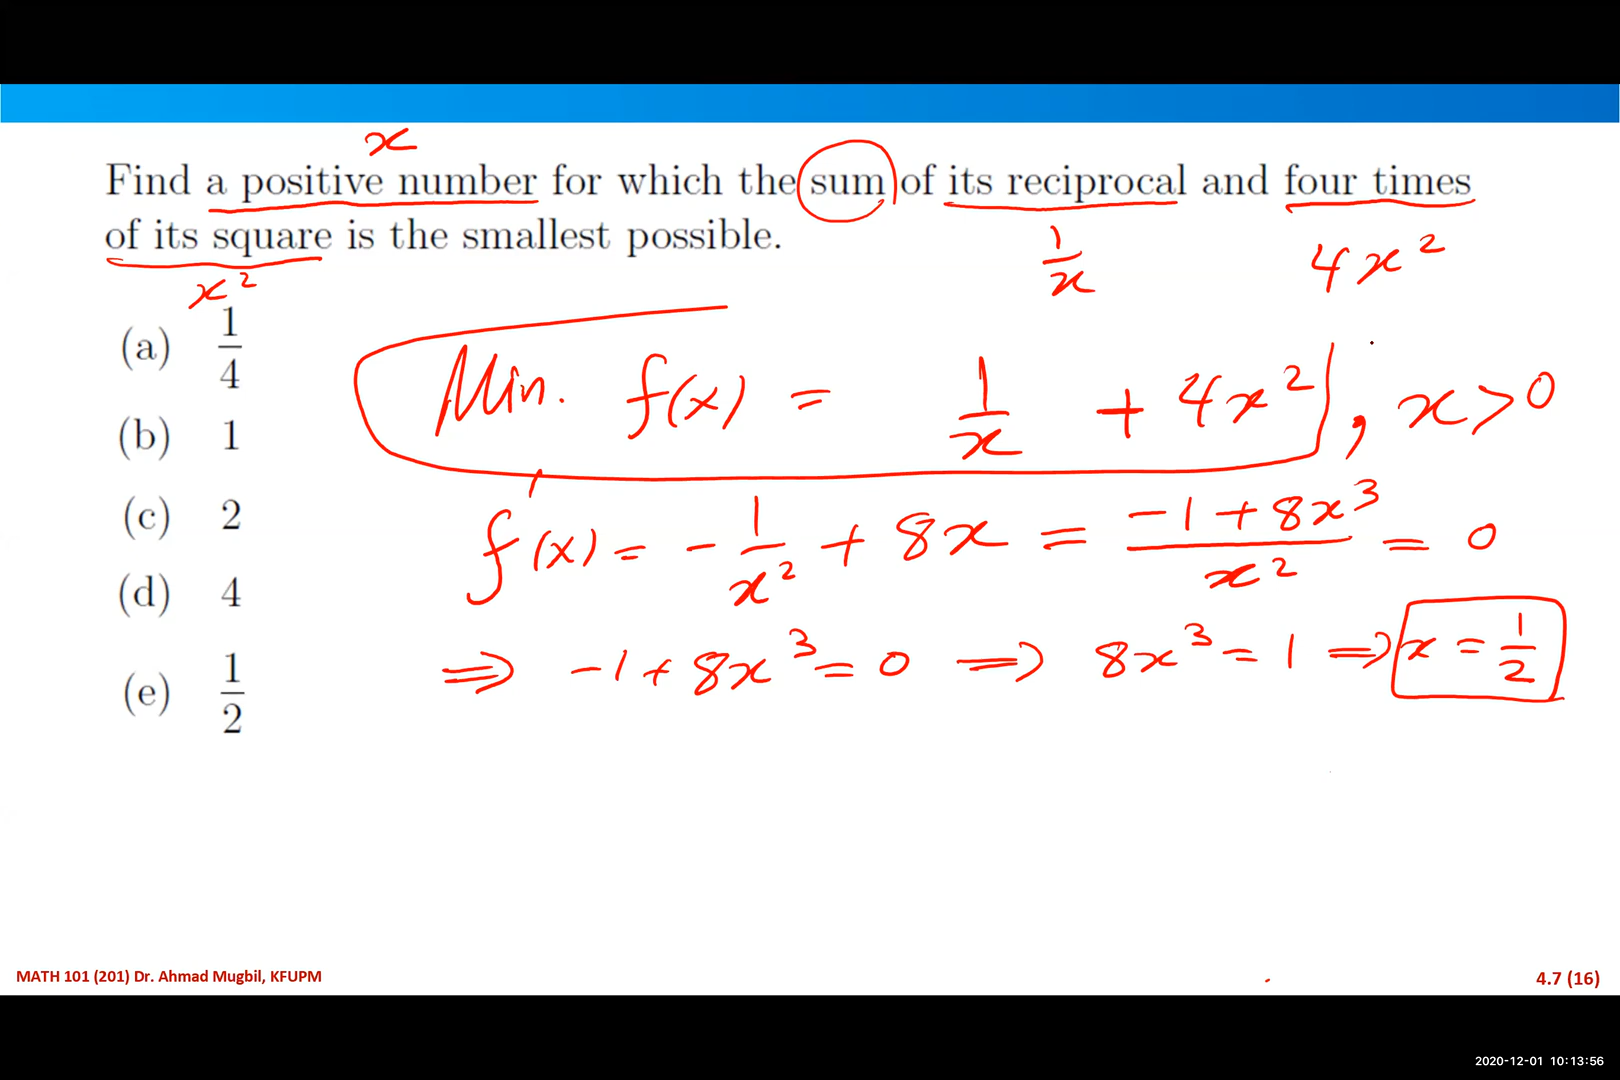 x
Find a positive number for which the sum of its reciprocal and four times
of its square is the smallest possible.
x² 1/x 4x²
(a) 1/4
Min. f(x) = 1/x + 4x² , x > 0
(b) 1
(c) 2
f'(x) = - 1/x² + 8x = (-1 + 8x³)/x² = 0
(d) 4
⇒ -1 + 8x³ = 0 ⇒ 8x³ = 1 ⇒ x = 1/2
(e) 1/2
MATH 101 (201) Dr. Ahmad Mugbil, KFUPM 4.7 (16)
2020-12-01 10:13:56